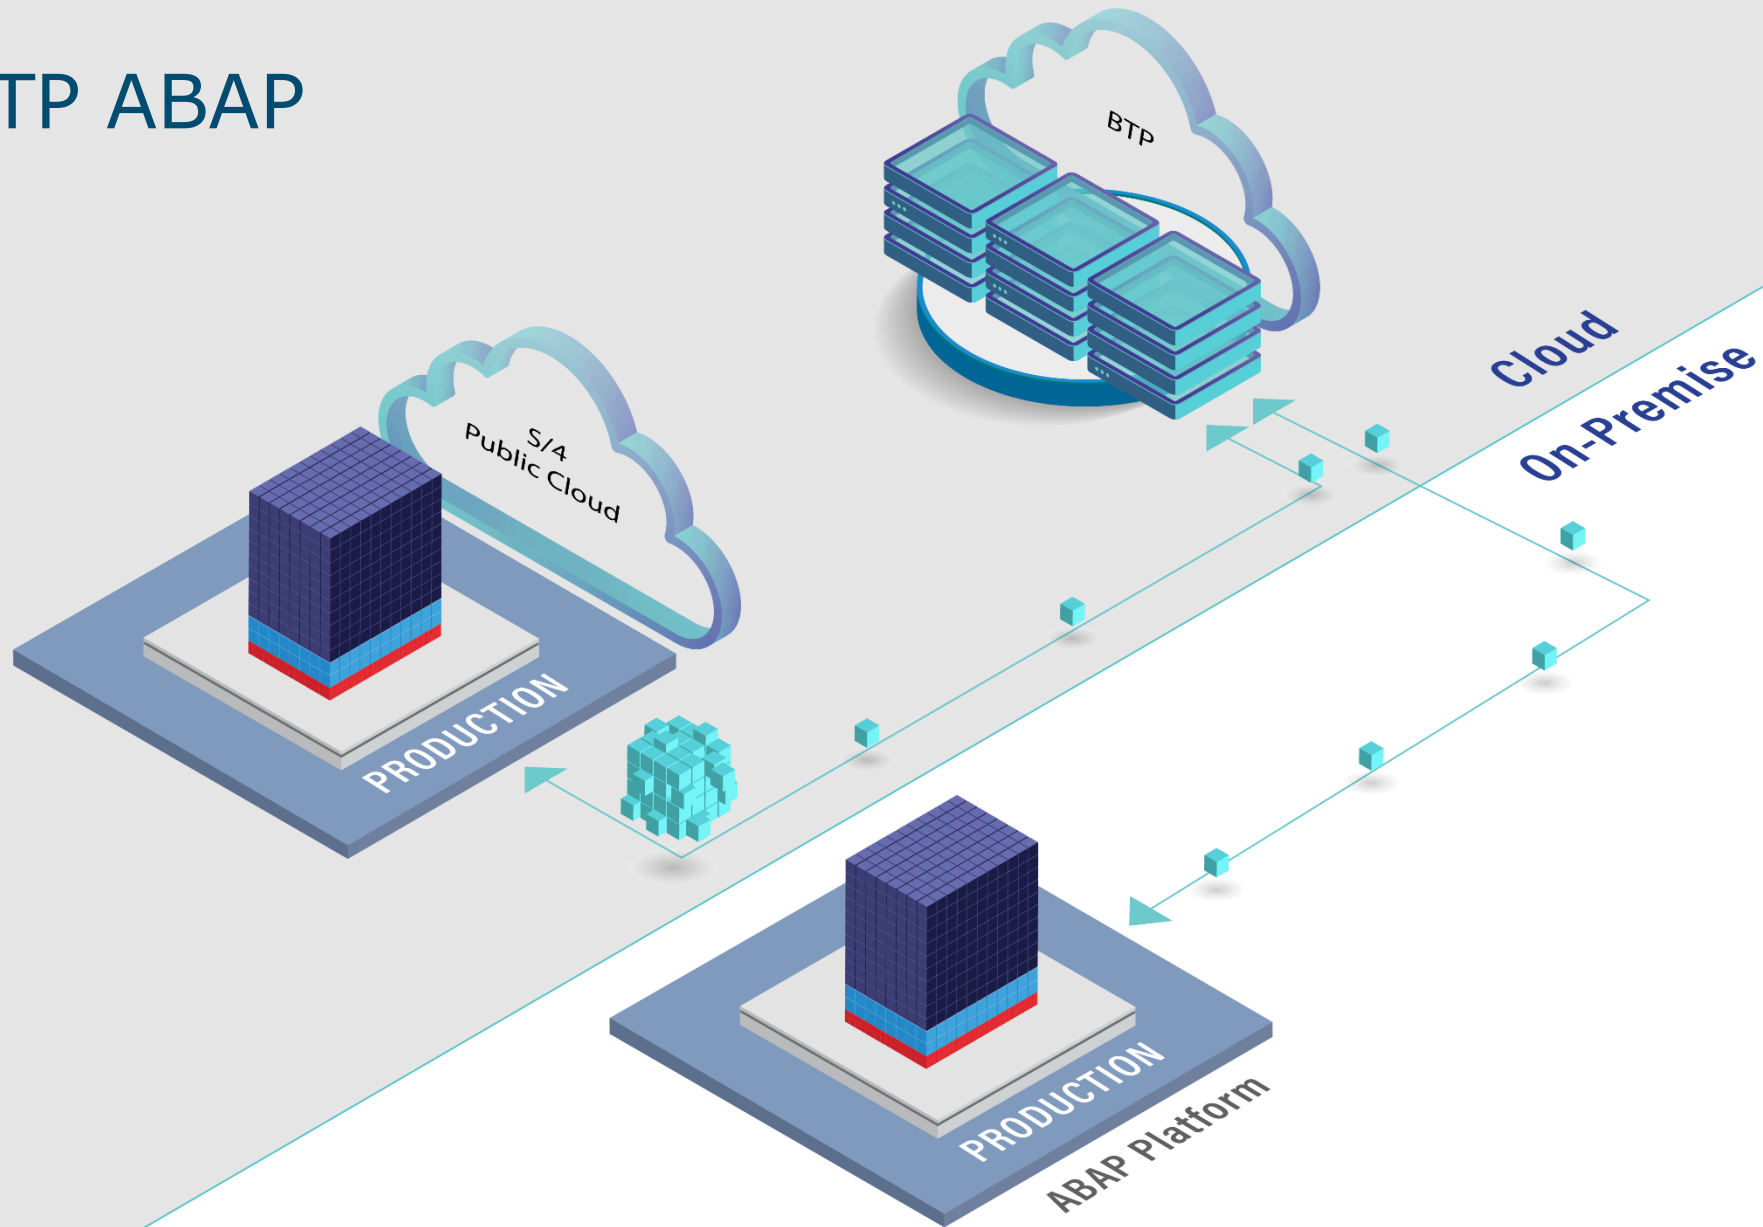 TP ABAP
BTP
Cloud
On-Premise
S/4
Public Cloud
PRODUCTION
PRODUCTION
ABAP Platform